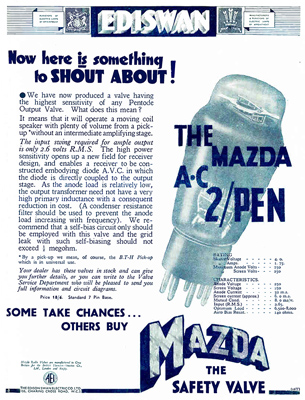 EDISWAN
Now here is something
to SHOUT ABOUT!
● We have now produced a valve having
the highest sensitivity of any Pentode
Output Valve. What does this mean?
It means that it will operate a moving coil
speaker with plenty of volume from a pick-
up *without an intermediate amplifying stage.
The input swing required for ample output
is only 2.6 volts R.M.S. The high input
sensitivity opens up a new field for receiver
design, and enables a receiver to be con-
structed embodying diode A.V.C. in which
the diode is directly coupled to the output
stage. As the anode load is relatively low,
the output transformer need not have a very
high primary inductance with a consequent
reduction in cost. (A condenser resistance
filter should be used to prevent the anode
load increasing with frequency). We re-
commend that a self-bias circuit only should
be employed with this valve and the grid
leak with such self-biasing should not
exceed ½ megohm.
* By a pick-up we mean, of course, the B.T-H Pick-up
which is in universal use.
Your dealer has these valves in stock and can give
you further details, or you can write to the Valve
Service Department who will be pleased to send you
full information and circuit diagrams.
Price 18/6. Standard 7 Pin Base.
THE
MAZDA
A·C
2/PEN
RATING
CHARACTERISTICS
SOME TAKE CHANCES...
OTHERS BUY
MAZDA
THE
SAFETY VALVE
THE EDISON SWAN ELECTRIC CO. LTD.
155, CHARING CROSS ROAD, W.C.2